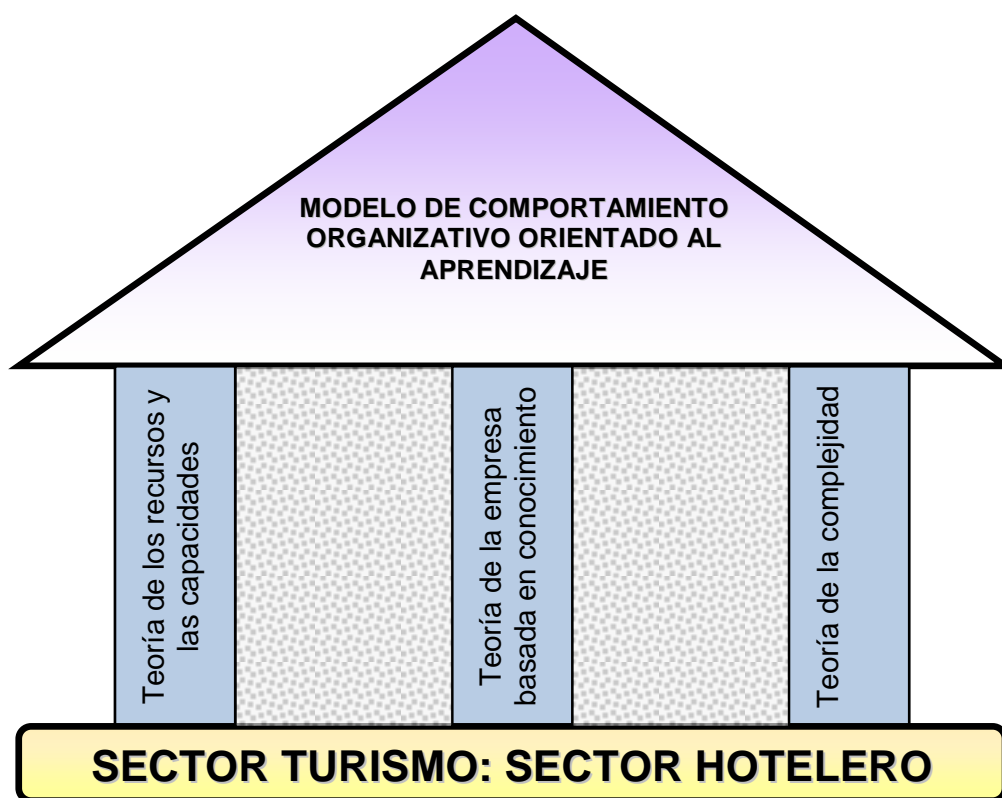 MODELO DE COMPORTAMIENTO
ORGANIZATIVO ORIENTADO AL
APRENDIZAJE
Teoría de los recursos y
las capacidades
Teoría de la empresa
basada en conocimiento
Teoría de la complejidad
SECTOR TURISMO: SECTOR HOTELERO